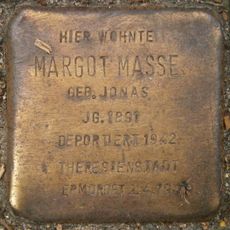 HIER WOHNTE
MARGOT MASSE
GEB. JONAS
JG. 1891
DEPORTIERT 1942
THERESIENSTADT
ERMORDET